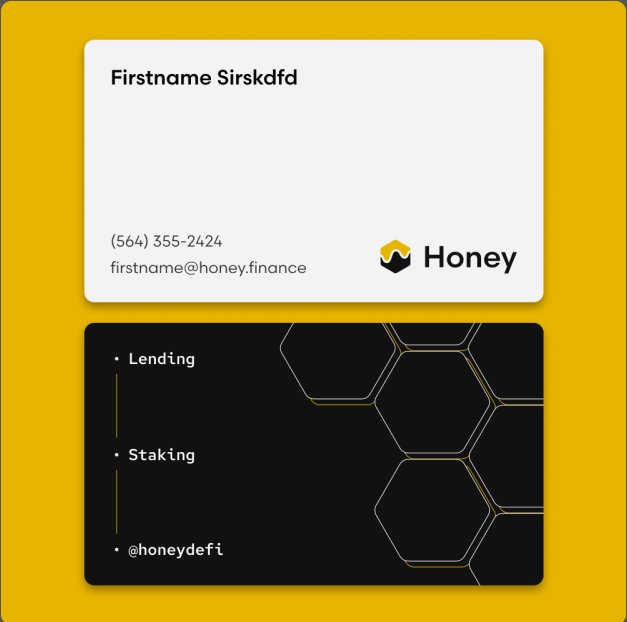 Firstname Sirskdfd
(564) 355-2424
firstname@honey.finance
Honey
• Lending
• Staking
• @honeydefi